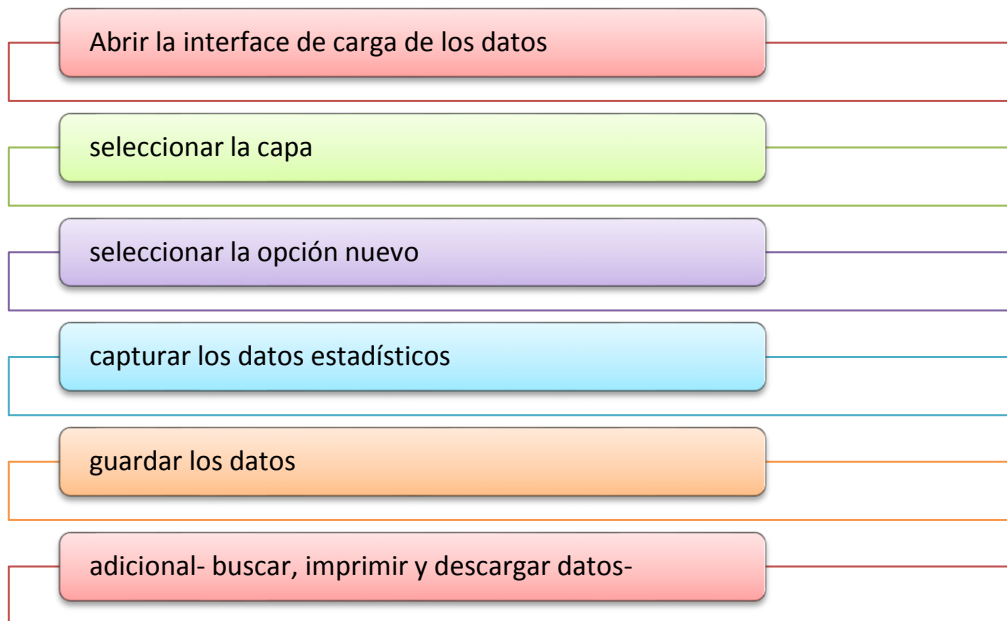 Abrir la interface de carga de los datos
seleccionar la capa
seleccionar la opción nuevo
capturar los datos estadísticos
guardar los datos
adicional- buscar, imprimir y descargar datos-